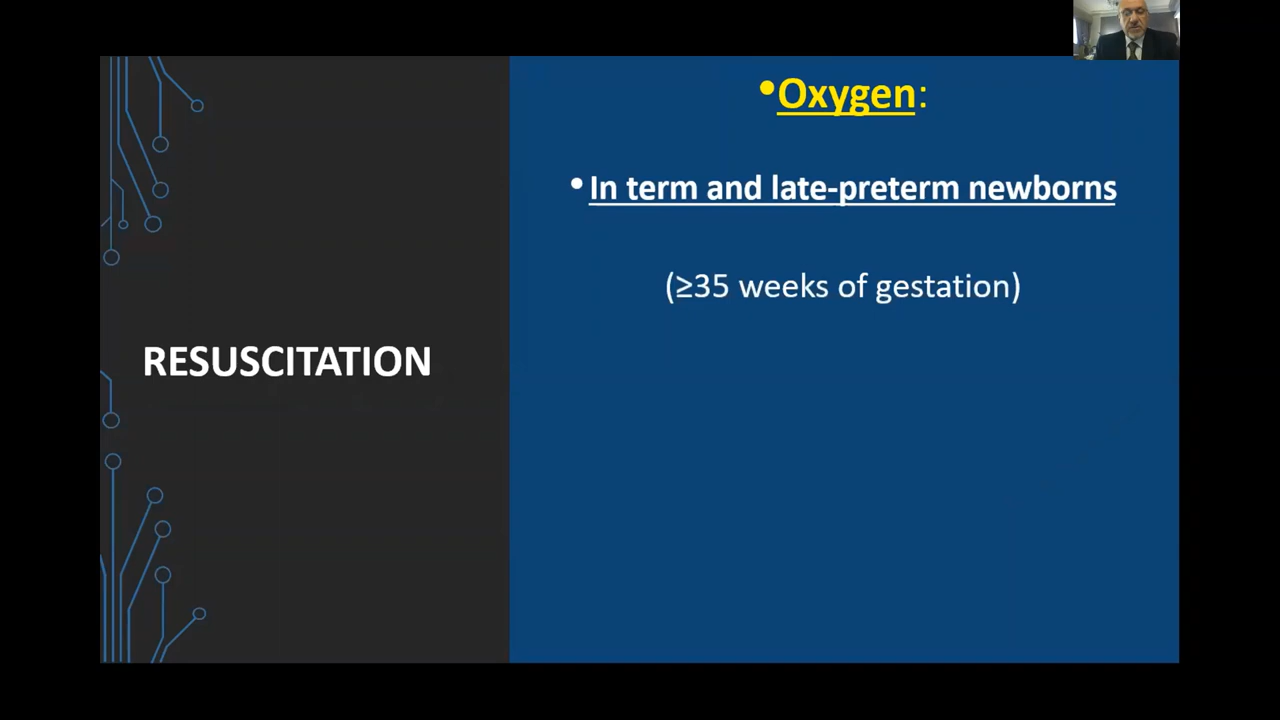 RESUSCITATION
•Oxygen:
•In term and late-preterm newborns
(≥35 weeks of gestation)